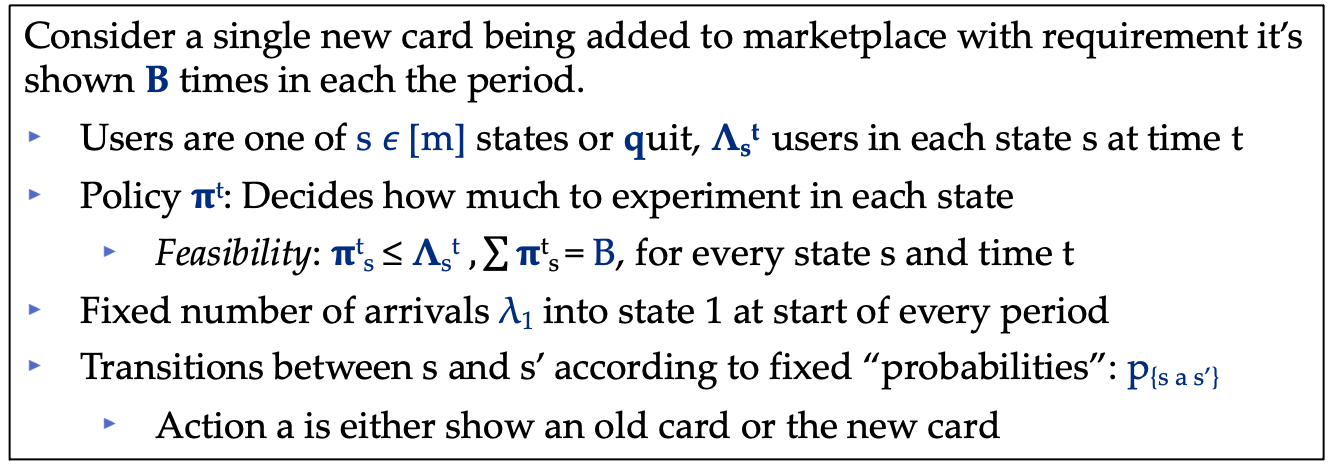 Consider a single new card being added to marketplace with requirement it's
shown B times in each the period.
▸ Users are one of s ϵ [m] states or quit, Λₛᵗ users in each state s at time t
▸ Policy πᵗ: Decides how much to experiment in each state
▸ Feasibility: πᵗₛ ≤ Λₛᵗ , ∑ πᵗₛ = B, for every state s and time t
▸ Fixed number of arrivals λ₁ into state 1 at start of every period
▸ Transitions between s and s' according to fixed "probabilities": p_{s a s'}
▸ Action a is either show an old card or the new card